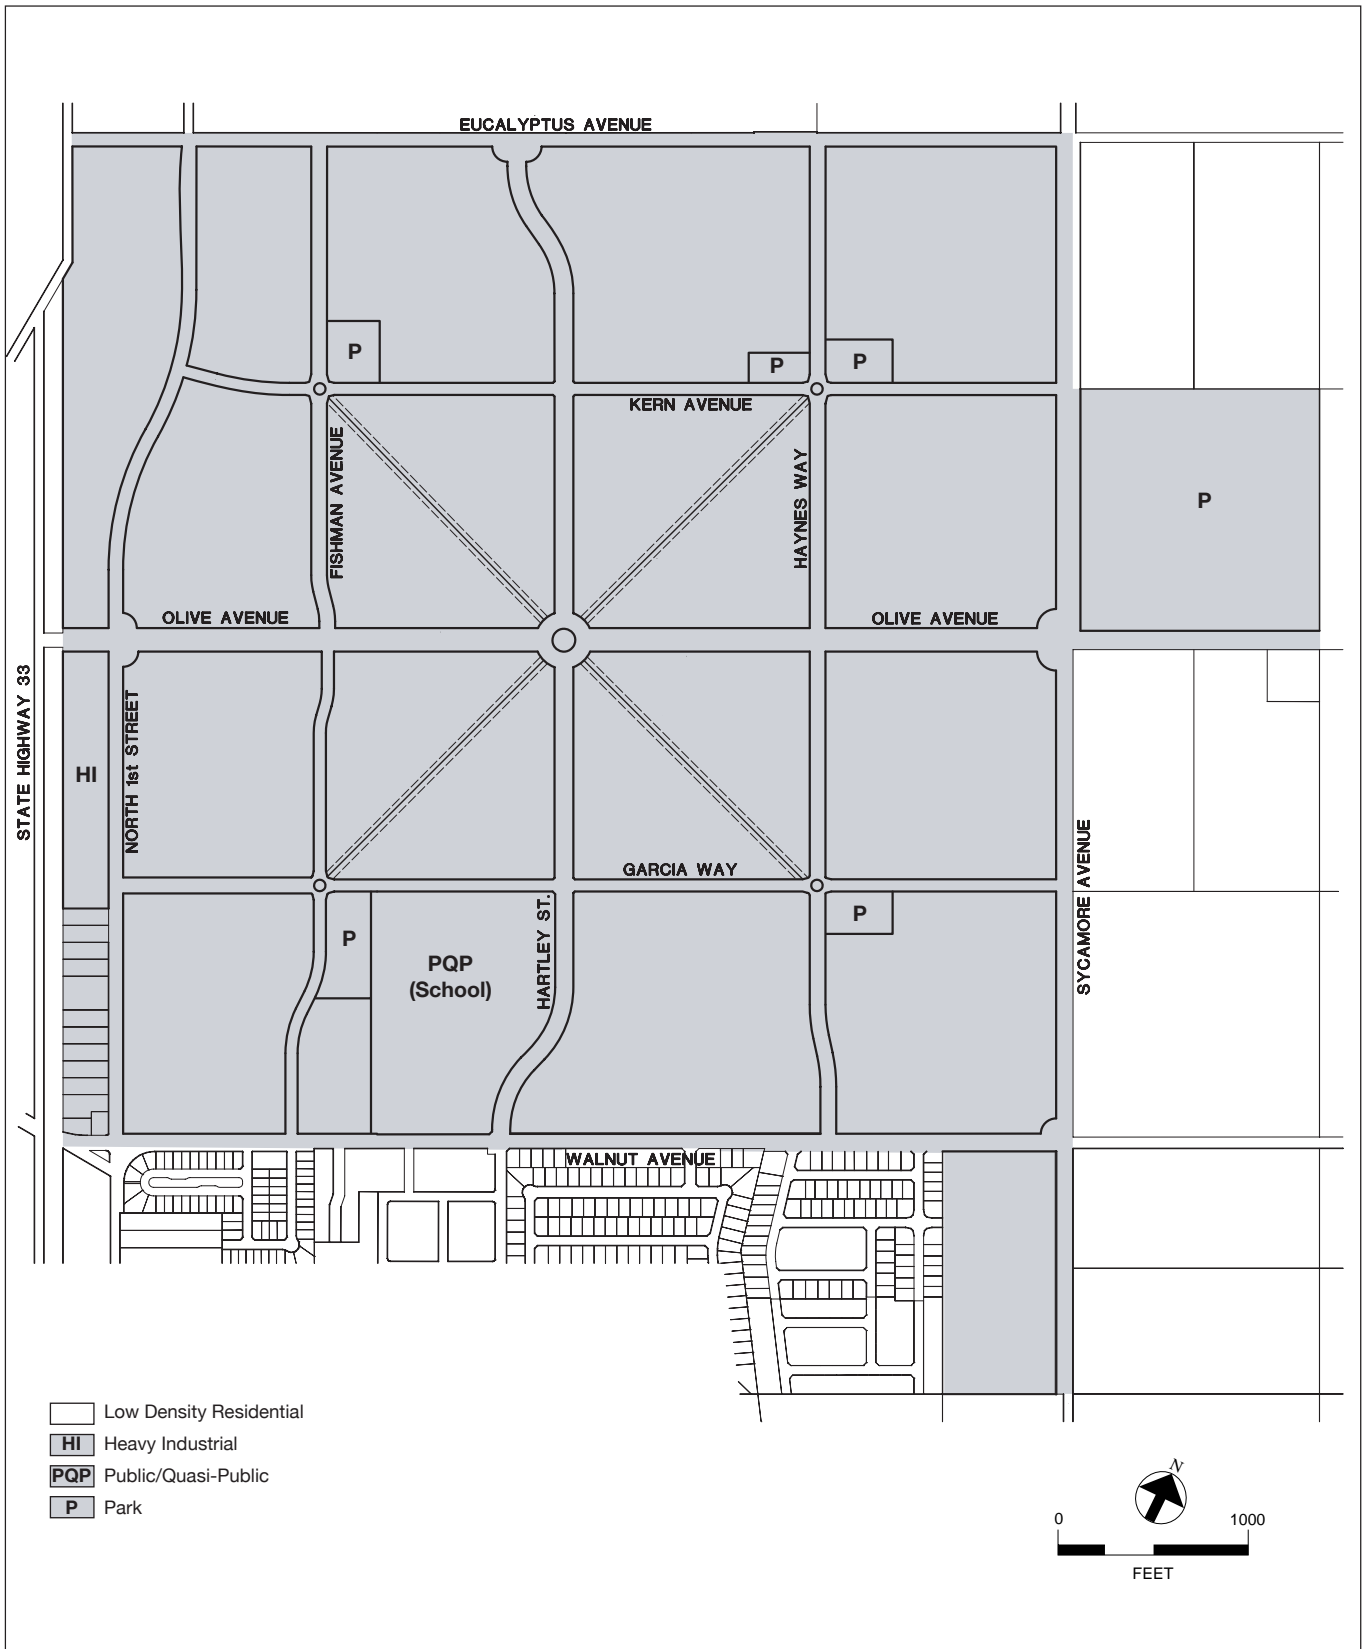 EUCALYPTUS AVENUE
P
P
P
KERN AVENUE
FISHMAN AVENUE
HAYNES WAY
P
OLIVE AVENUE
OLIVE AVENUE
STATE HIGHWAY 33
HI
NORTH 1st STREET
GARCIA WAY
SYCAMORE AVENUE
P
PQP
(School)
HARTLEY ST.
P
WALNUT AVENUE
Low Density Residential
HI Heavy Industrial
PQP Public/Quasi-Public
P Park
N
0 1000
FEET